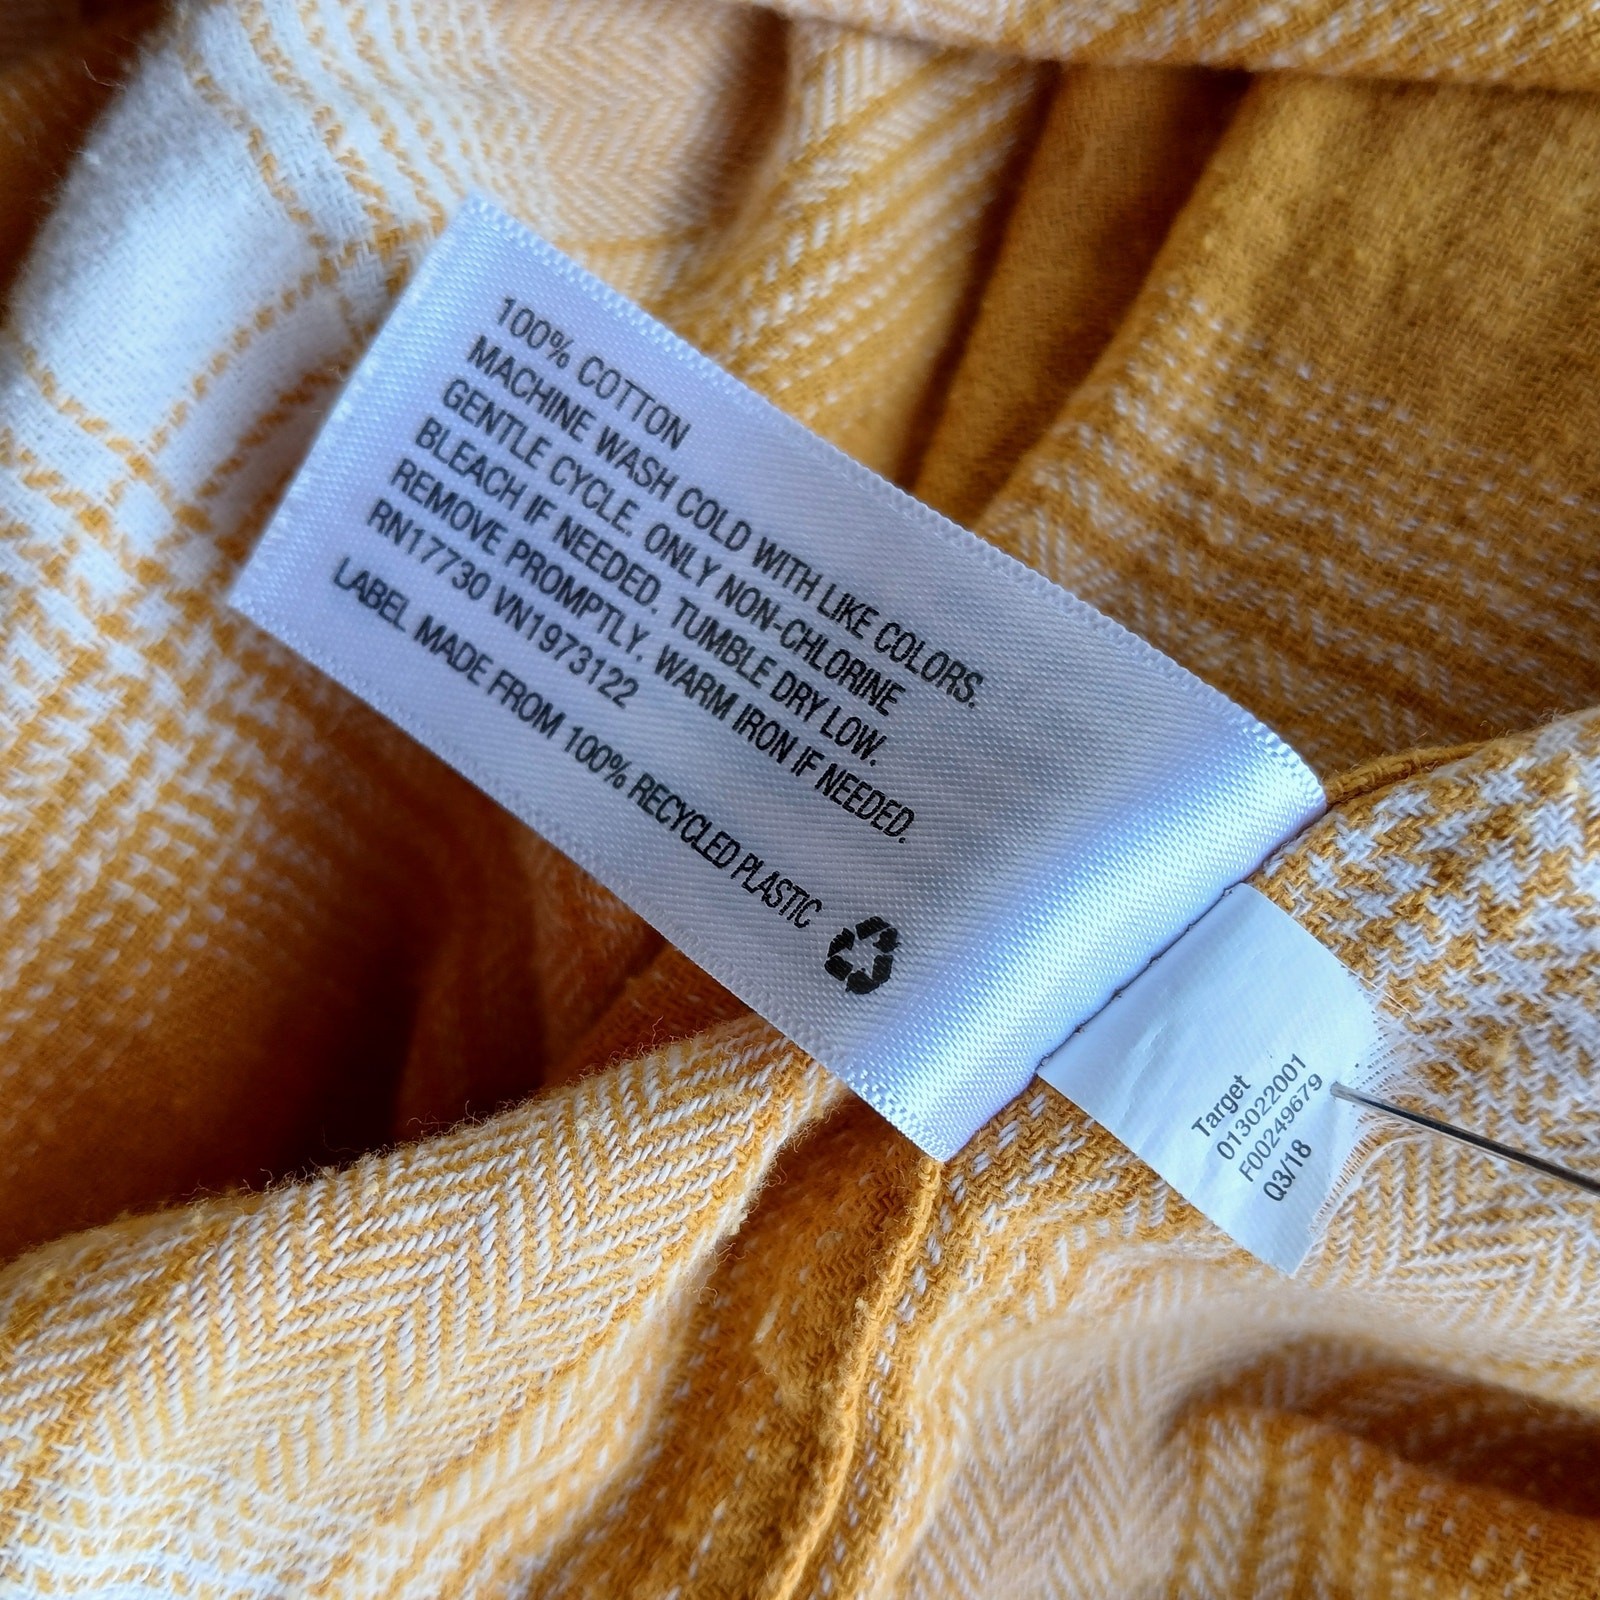 100% COTTON
MACHINE WASH COLD WITH LIKE COLORS.
GENTLE CYCLE. ONLY NON-CHLORINE
BLEACH IF NEEDED. TUMBLE DRY LOW.
REMOVE PROMPTLY. WARM IRON IF NEEDED.
RN17730 VN1973122
LABEL MADE FROM 100% RECYCLED PLASTIC
Target
013022001
F00249679
Q3/18